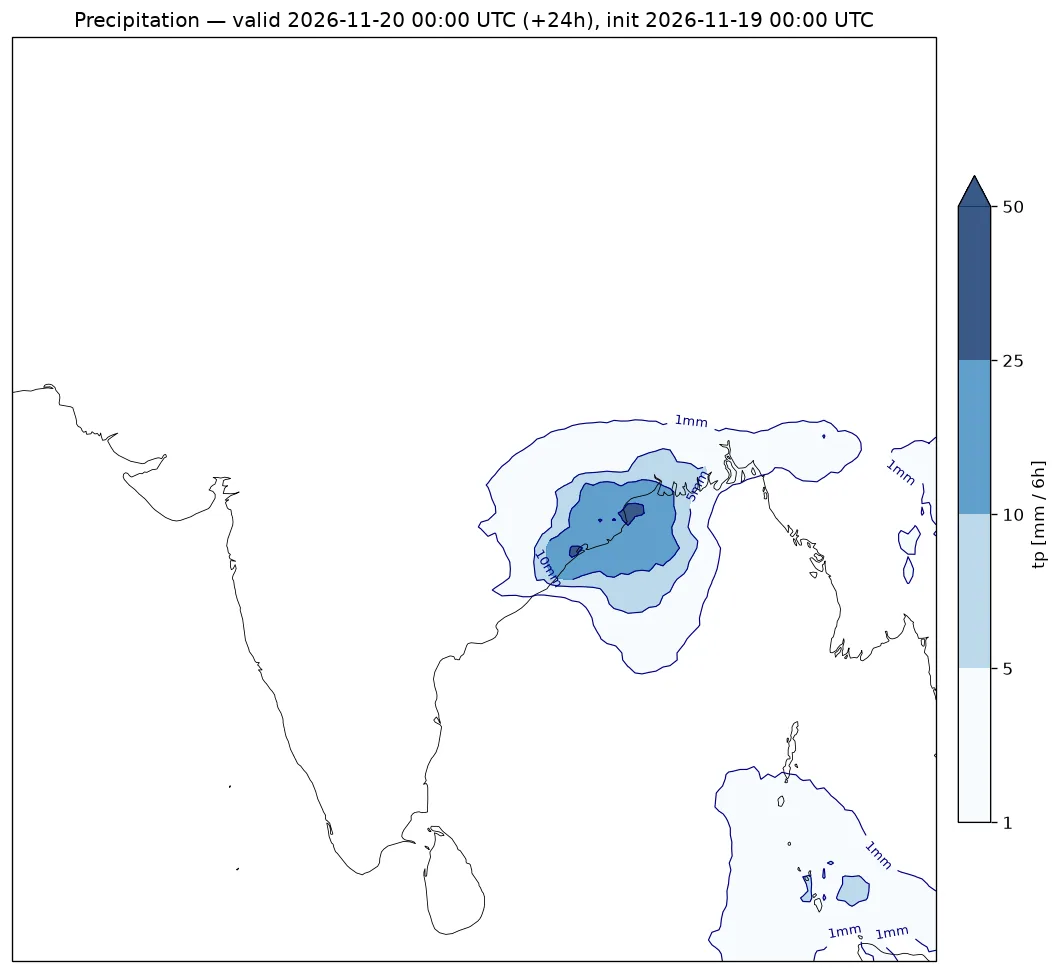 Precipitation — valid 2026-11-20 00:00 UTC (+24h), init 2026-11-19 00:00 UTC
50
25
10
5
1
tp [mm / 6h]
1mm
1mm
5mm
10mm
1mm
1mm
1mm